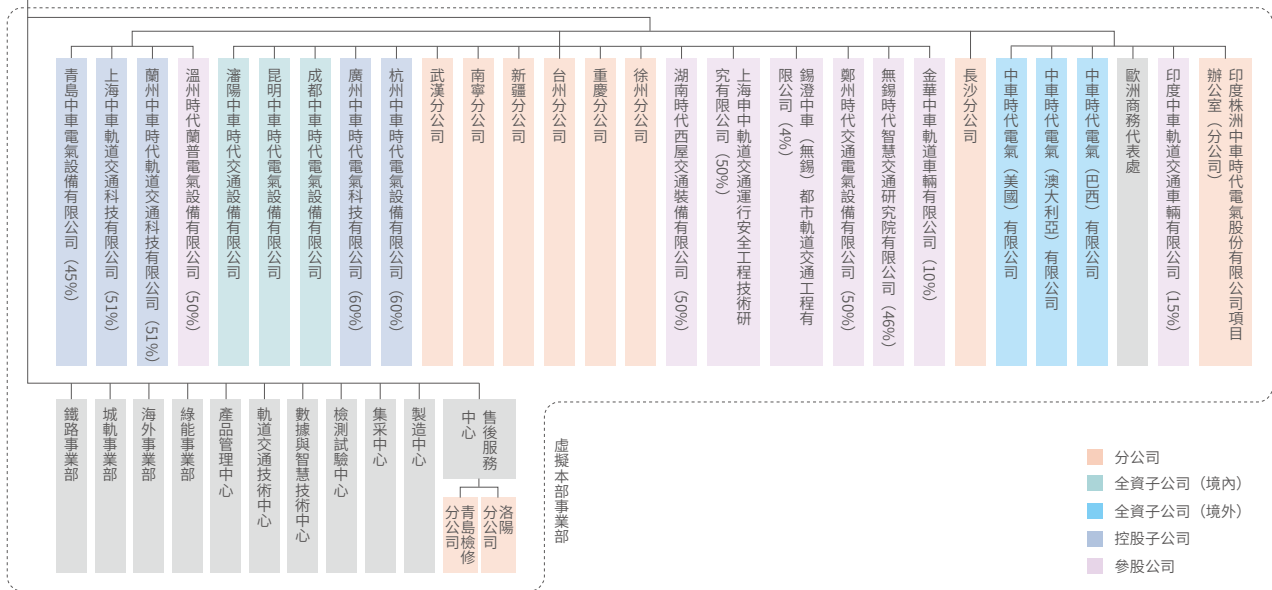 青島中車電氣設備有限公司（45%）
上海中車軌道交通科技有限公司（51%）
蘭州中車時代軌道交通科技有限公司（51%）
溫州時代蘭普電氣設備有限公司（50%）
瀋陽中車時代交通設備有限公司
昆明中車時代電氣設備有限公司
成都中車時代電氣設備有限公司
廣州中車時代電氣科技有限公司（60%）
杭州中車時代電氣設備有限公司（60%）
武漢分公司
南寧分公司
新疆分公司
台州分公司
重慶分公司
徐州分公司
湖南時代西屋交通裝備有限公司（50%）
上海申中軌道交通運行安全工程技術研
究有限公司（50%）
錫澄中車（無錫）都市軌道交通工程有
限公司（4%）
鄭州時代交通電氣設備有限公司（50%）
無錫時代智慧交通研究院有限公司（46%）
金華中車軌道車輛有限公司（10%）
長沙分公司
中車時代電氣（美國）有限公司
中車時代電氣（澳大利亞）有限公司
中車時代電氣（巴西）有限公司
歐洲商務代表處
印度中車軌道交通車輛有限公司（15%）
印度株洲中車時代電氣股份有限公司項目
辦公室（分公司）
鐵路事業部
城軌事業部
海外事業部
綠能事業部
產品管理中心
軌道交通技術中心
數據與智慧技術中心
檢測試驗中心
集采中心
製造中心
售後服務
中心
青島檢修
分公司
洛陽
分公司
虛擬本部事業部
分公司
全資子公司（境內）
全資子公司（境外）
控股子公司
參股公司